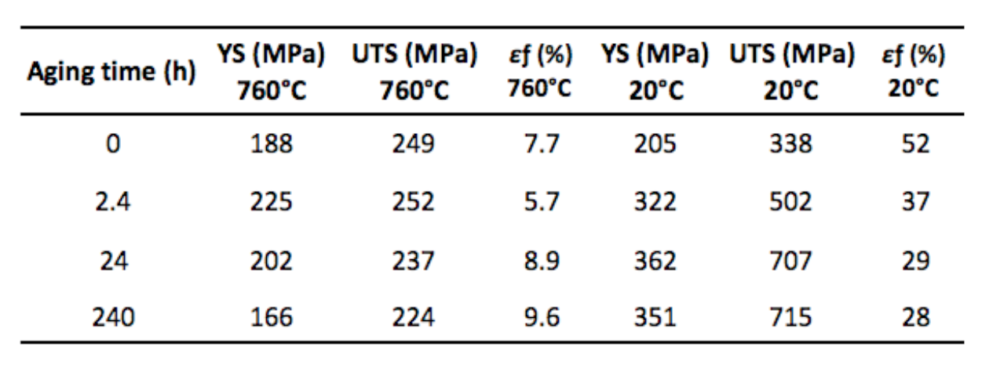 Aging time (h) YS (MPa) 760°C UTS (MPa) 760°C εƒ (%) 760°C YS (MPa) 20°C UTS (MPa) 20°C εƒ (%) 20°C
0 188 249 7.7 205 338 52
2.4 225 252 5.7 322 502 37
24 202 237 8.9 362 707 29
240 166 224 9.6 351 715 28